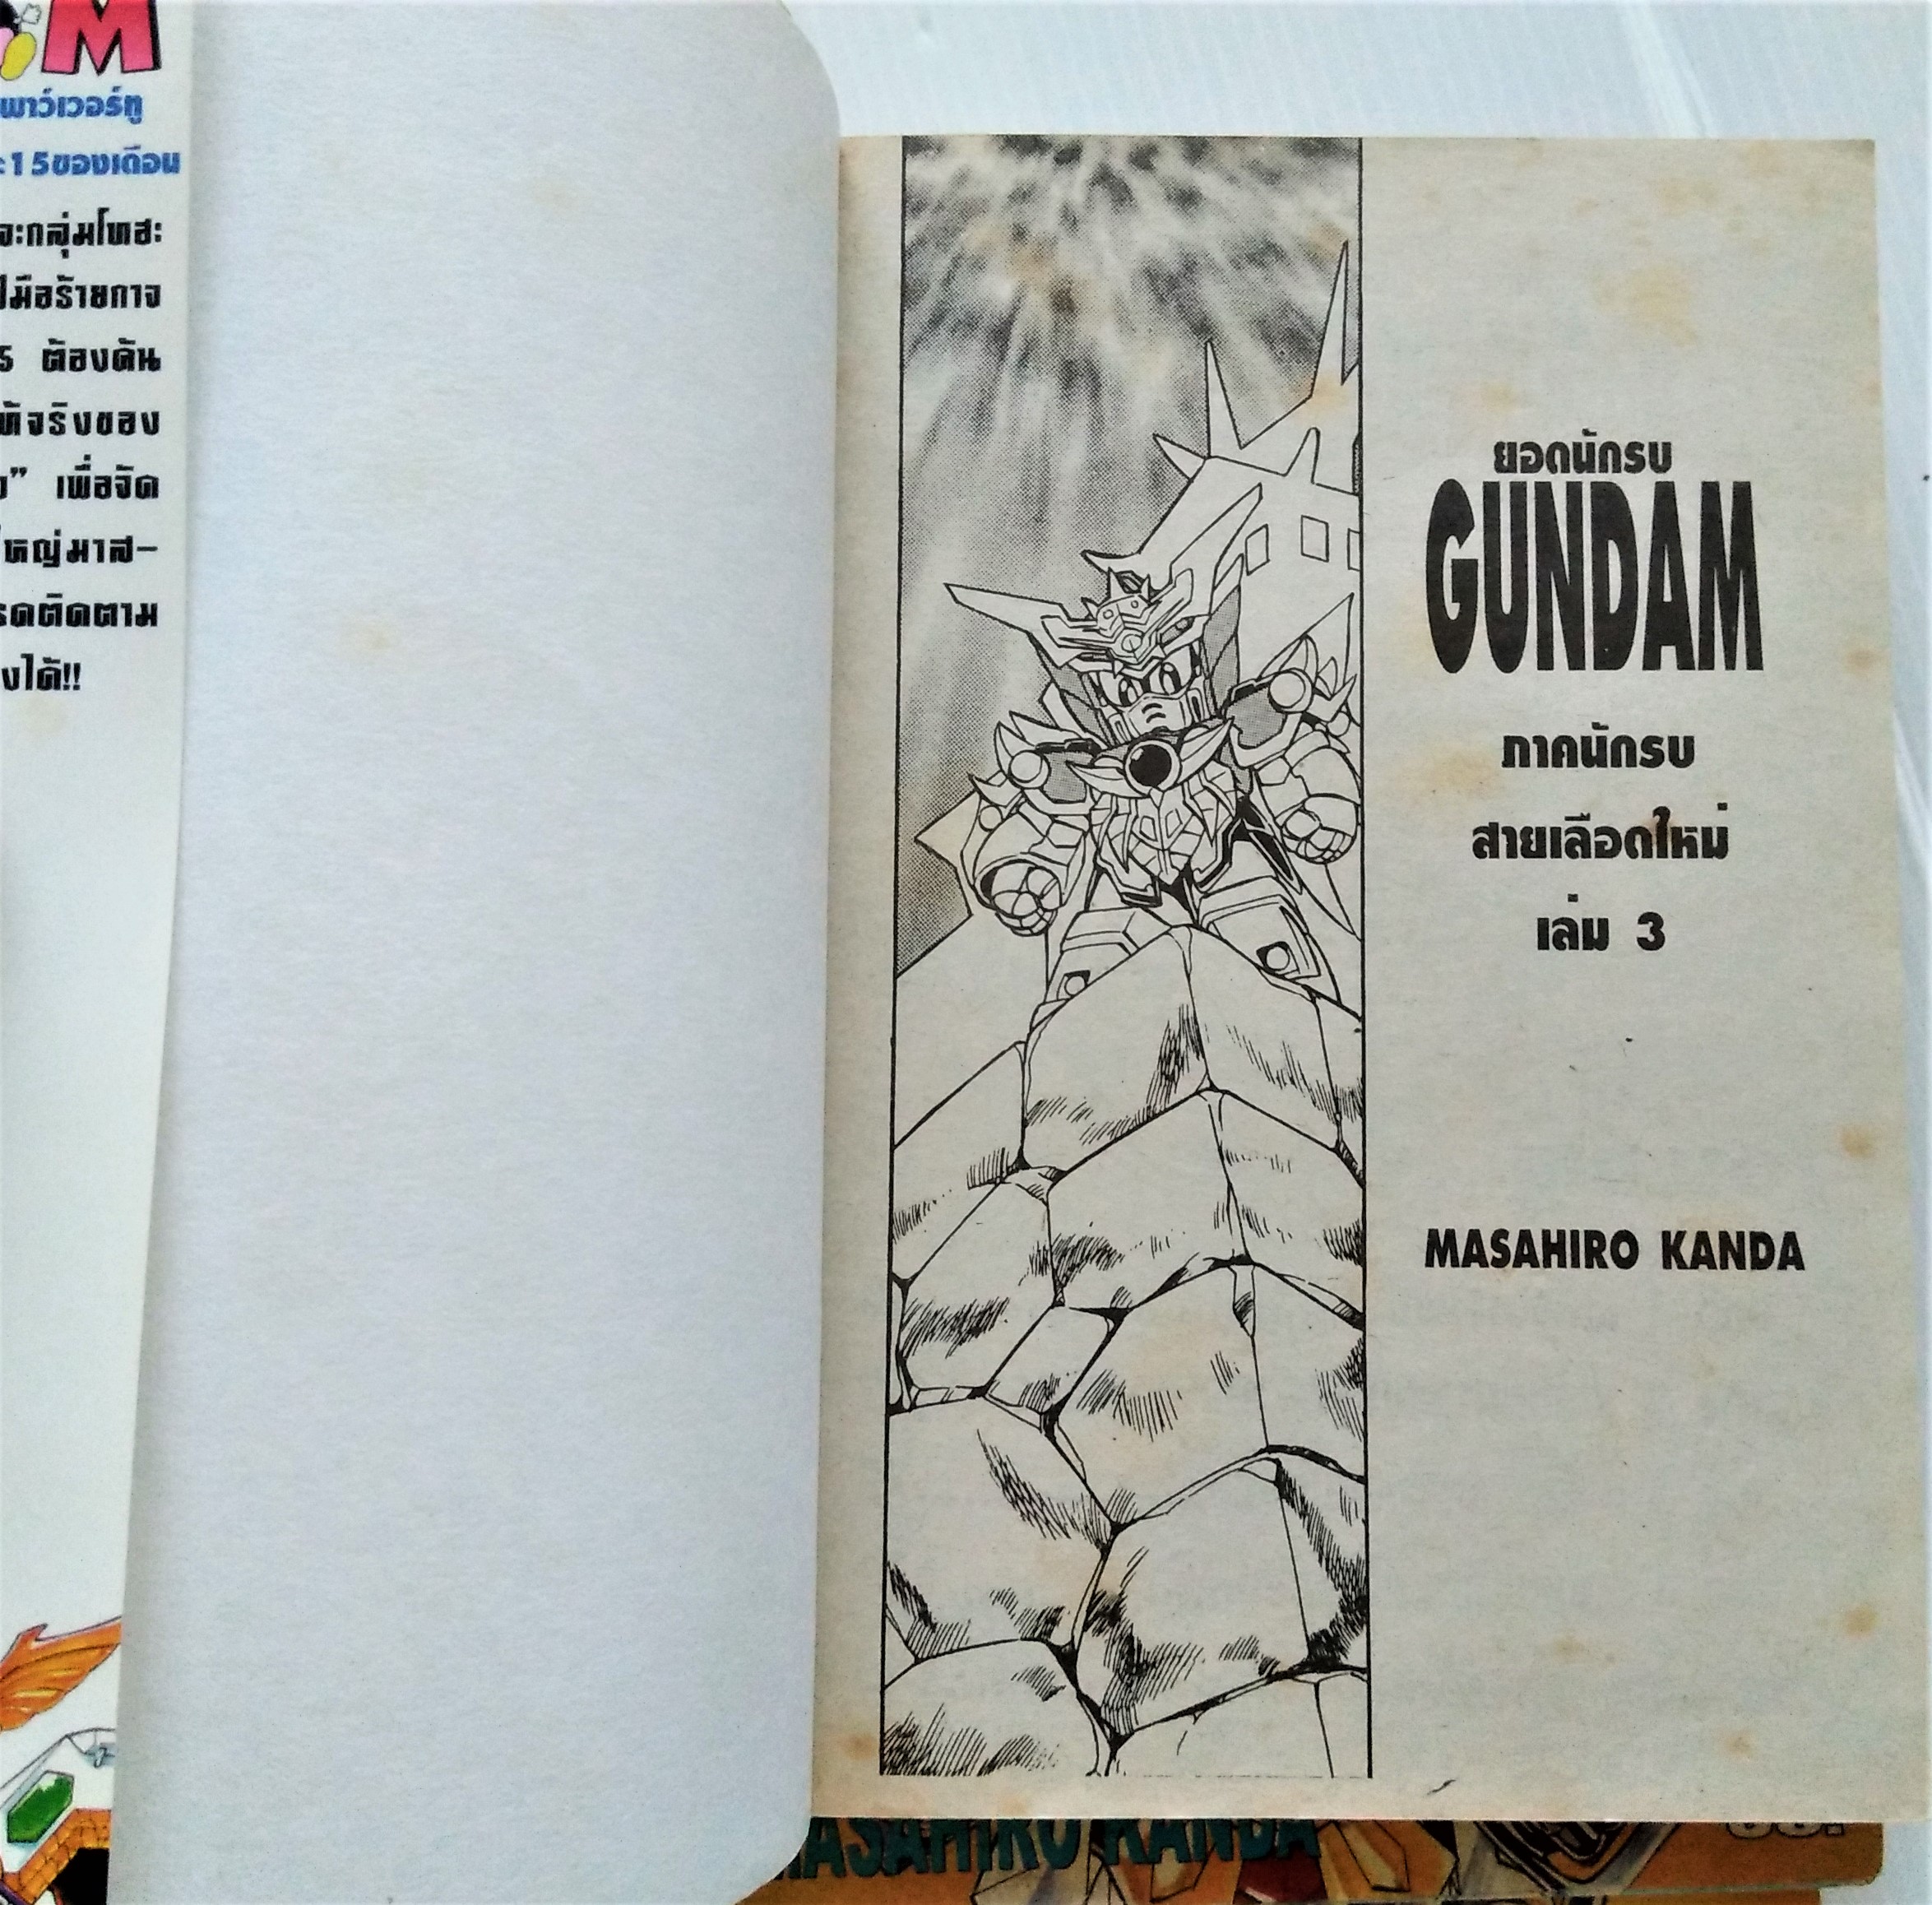 M
พาว์เวอร์ทู
15ของเดือน
จะกลุ่มโทสะ
มีอร้ายกาจ
5 ต้องดัน
ท้จริงของ
" เพื่อจัด
ใหญ่มาส-
รดติดตาม
งได้!!
ยอดนักรบ
GUNDAM
ภาคนักรบ
สายเลือดใหม่
เล่ม 3
MASAHIRO KANDA
MASAHIRO KANDA